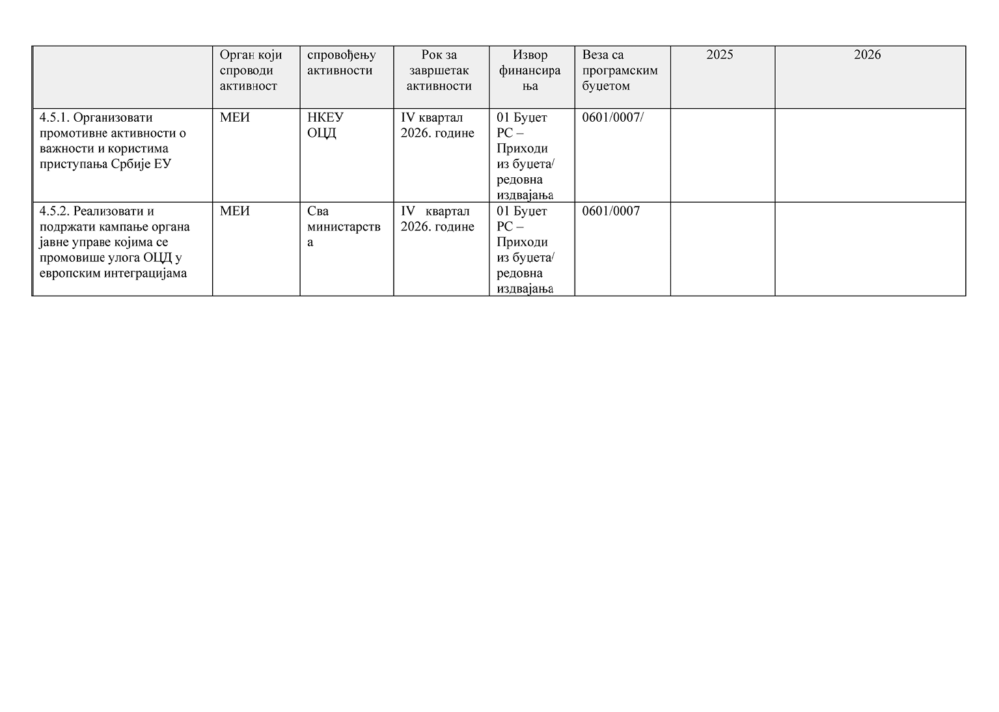 Орган који
спроводи
активност
спровођењу
активности
Рок за
завршетак
активности
Извор
финансира
ња
Веза са
програмским
буџетом
2025
2026
4.5.1. Организовати
промотивне активности о
важности и користима
приступања Србије ЕУ
МЕИ
НКЕУ
ОЦД
IV квартал
2026. године
01 Буџет
РС –
Приходи
из буџета/
редовна
издвајања
0601/0007/
4.5.2. Реализовати и
подржати кампање органа
јавне управе којима се
промовише улога ОЦД у
европским интеграцијама
МЕИ
Сва
министарств
а
IV квартал
2026. године
01 Буџет
РС –
Приходи
из буџета/
редовна
издвајања
0601/0007